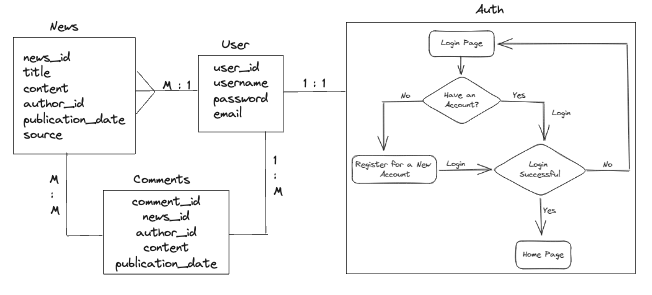 News
news_id
title
content
author_id
publication_date
source
M : 1
User
user_id
username
password
email
1 : 1
M
:
M
1
:
M
Comments
comment_id
news_id
author_id
content
publication_date
Auth
Login Page
Have an
Account?
No
Yes
Login
Register for a New
Account
Login
Login
Successful
No
Yes
Home Page